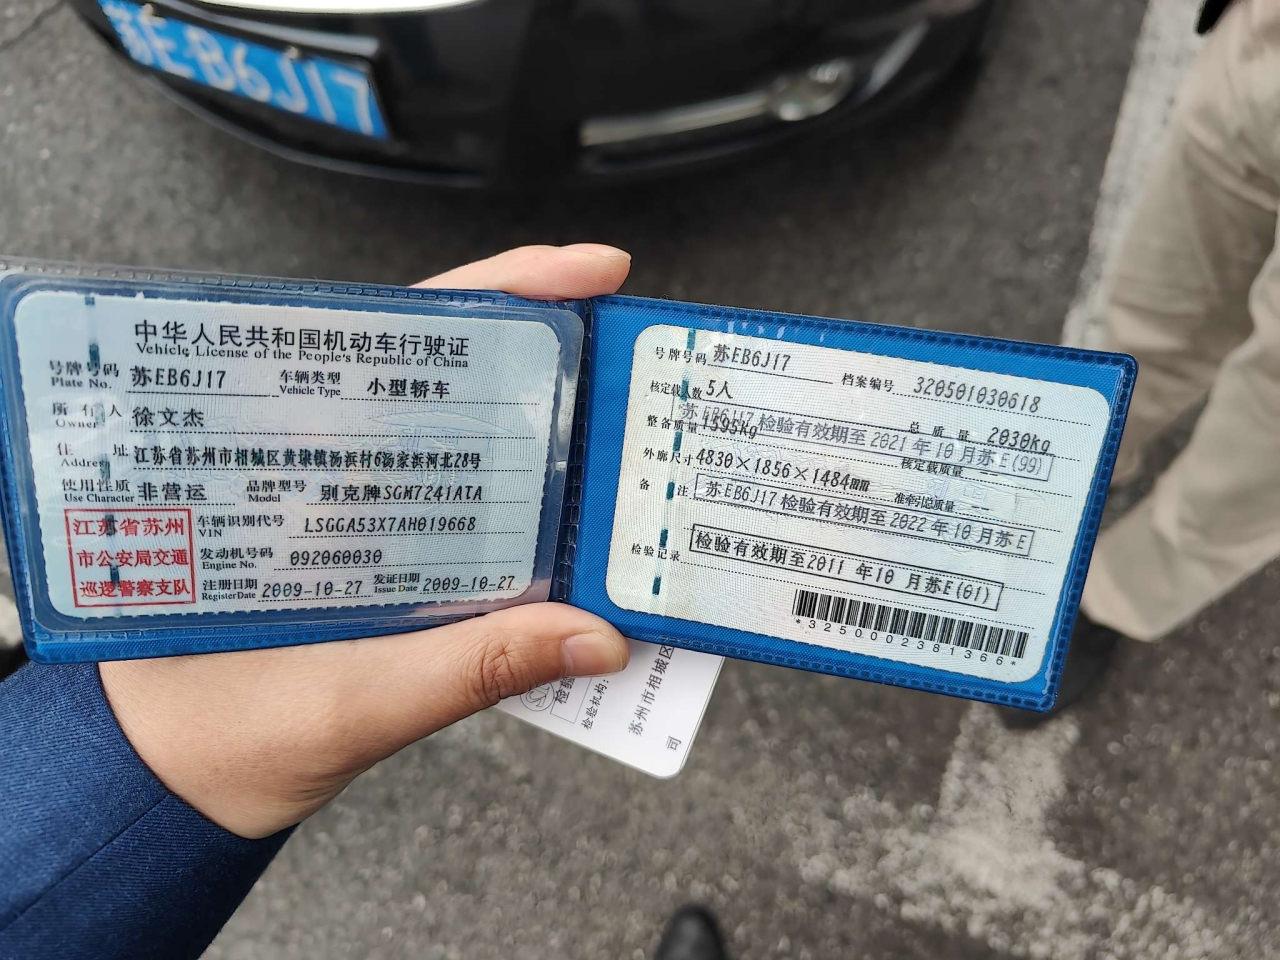 苏E·B6J17
中华人民共和国机动车行驶证
Vehicle License of the People's Republic of China
号牌号码 苏EB6J17 车辆类型 小型轿车
Plate No. Vehicle Type
所有人 徐文杰
Owner
住址 江苏省苏州市相城区黄埭镇汤浜村6汤家浜河北28号
Address
使用性质 非营运 品牌型号 别克牌SGM7241ATA
Use Character Model
江苏省苏州
市公安局交通
巡逻警察支队
车辆识别代号 LSGGA53X7AH019668
VIN
发动机号码 092060030
Engine No.
注册日期 2009-10-27 发证日期 2009-10-27
Register Date Issue Date
号牌号码 苏EB6J17 档案编号 320501030618
核定载人数 5人 总质量 2030kg
苏EB6J17检验有效期至2021年10月苏E(99)
整备质量 1595kg 核定载质量
外廓尺寸 4830×1856×1484mm 准牵引总质量 --
备注 苏EB6J17检验有效期至2022年10月苏E
检验记录 检验有效期至2011年10月苏E(01)
*3250002381366*
检验
检验机构:
苏州市相城区
司